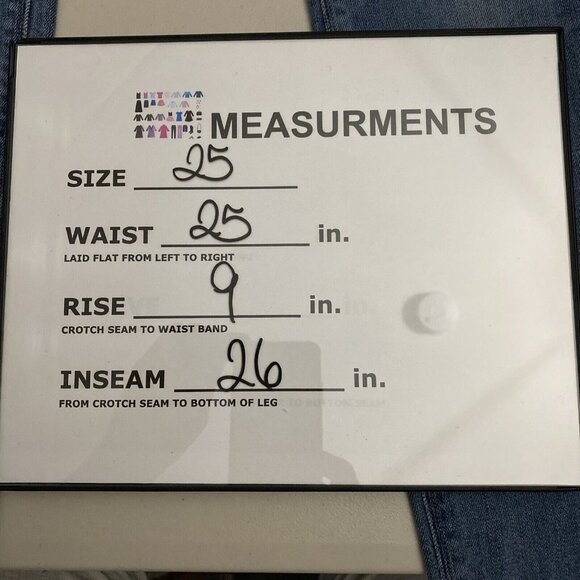 MEASURMENTS
SIZE 25
WAIST 25 in.
LAID FLAT FROM LEFT TO RIGHT
RISE 9 in.
CROTCH SEAM TO WAIST BAND
INSEAM 26 in.
FROM CROTCH SEAM TO BOTTOM OF LEG